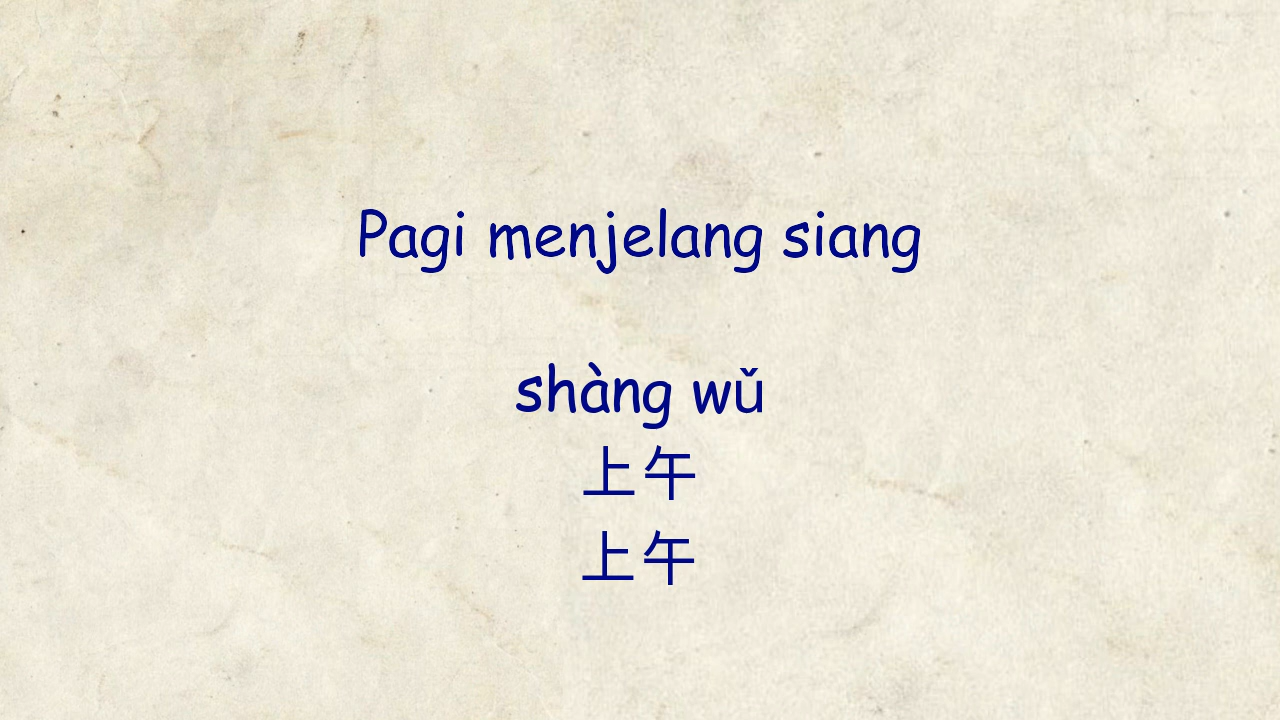 Pagi menjelang siang
shàng wǔ
上午
上午